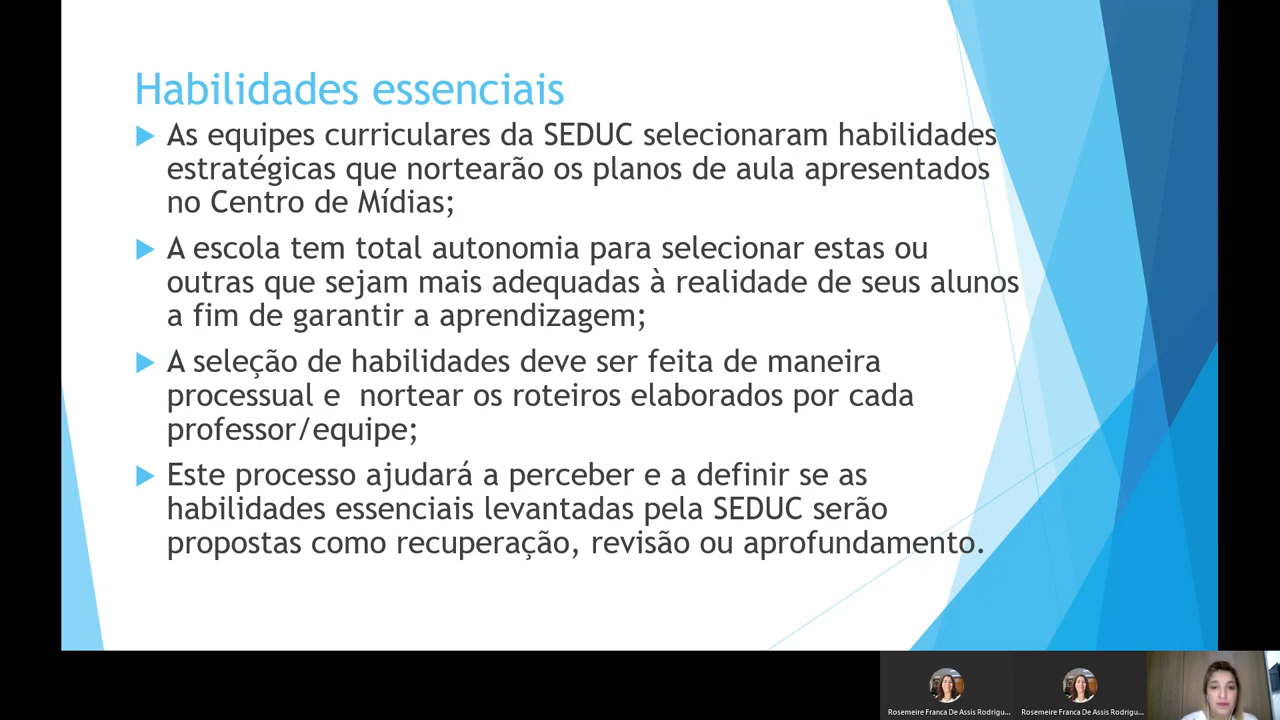 Habilidades essenciais
As equipes curriculares da SEDUC selecionaram habilidades
estratégicas que nortearão os planos de aula apresentados
no Centro de Mídias;
A escola tem total autonomia para selecionar estas ou
outras que sejam mais adequadas à realidade de seus alunos
a fim de garantir a aprendizagem;
A seleção de habilidades deve ser feita de maneira
processual e  nortear os roteiros elaborados por cada
professor/equipe;
Este processo ajudará a perceber e a definir se as
habilidades essenciais levantadas pela SEDUC serão
propostas como recuperação, revisão ou aprofundamento.
Rosemeire Franca De Assis Rodrigu...
Rosemeire Franca De Assis Rodrigu...